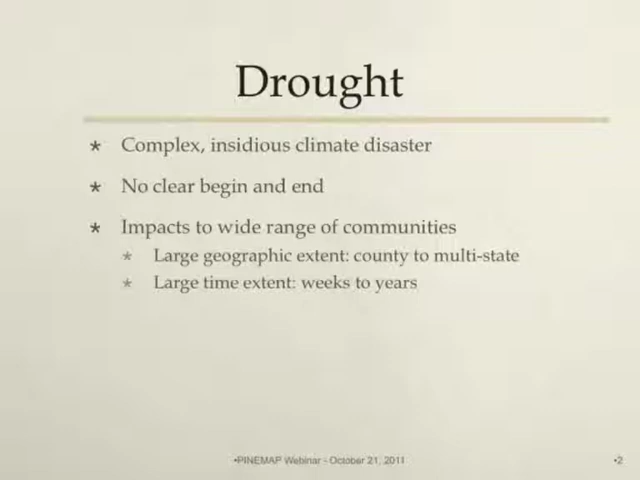 Drought
* Complex, insidious climate disaster
* No clear begin and end
* Impacts to wide range of communities
* Large geographic extent: county to multi-state
* Large time extent: weeks to years
•PINEMAP Webinar - October 21, 2011
•2